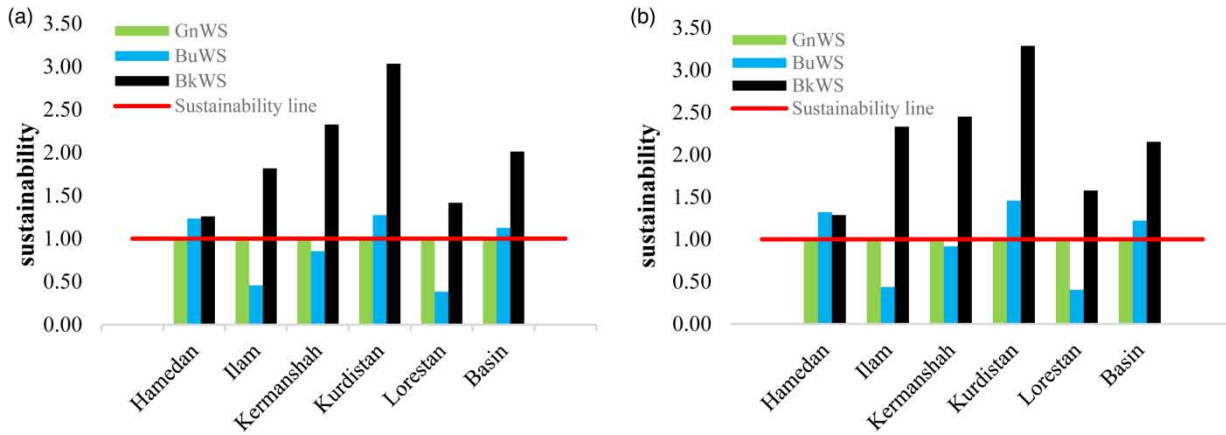 (a)
3.50
3.00
2.50
2.00
1.50
1.00
0.50
0.00
sustainability
GnWS
BuWS
BkWS
Sustainability line
Hamedan
Ilam
Kermanshah
Kurdistan
Lorestan
Basin
(b)
3.50
3.00
2.50
2.00
1.50
1.00
0.50
0.00
sustainability
GnWS
BuWS
BkWS
Sustainability line
Hamedan
Ilam
Kermanshah
Kurdistan
Lorestan
Basin